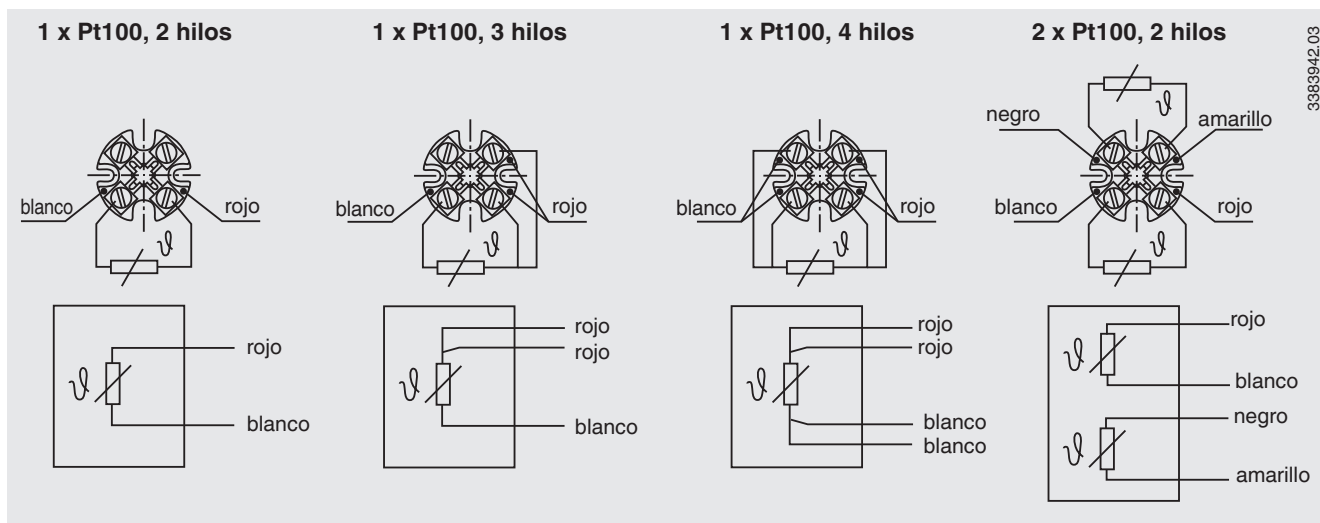 1 x Pt100, 2 hilos
1 x Pt100, 3 hilos
1 x Pt100, 4 hilos
2 x Pt100, 2 hilos
3383942.03
blanco
rojo
blanco
rojo
blanco
rojo
negro
amarillo
blanco
rojo
ϑ
ϑ
ϑ
ϑ
ϑ
rojo
blanco
ϑ
rojo
rojo
blanco
ϑ
rojo
rojo
blanco
blanco
ϑ
rojo
blanco
negro
amarillo
ϑ
ϑ